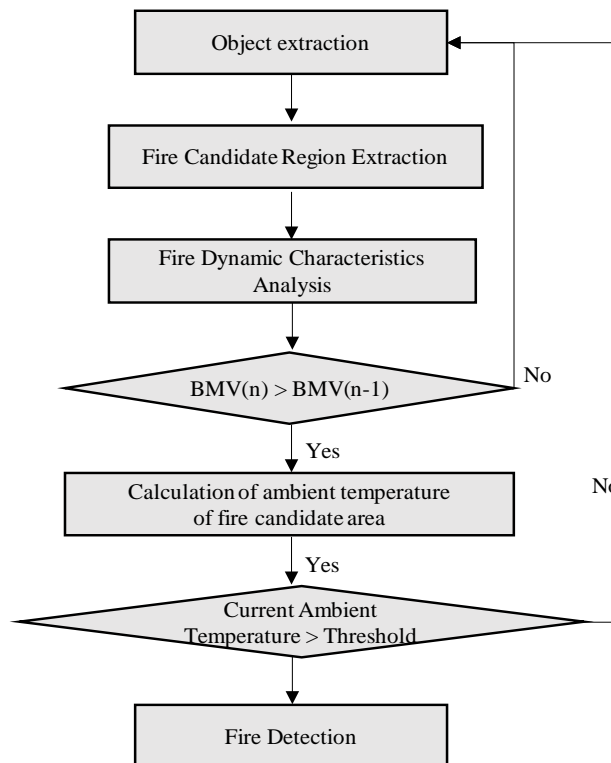 Object extraction
Fire Candidate Region Extraction
Fire Dynamic Characteristics
Analysis
BMV(n) > BMV(n-1)
No
Yes
Calculation of ambient temperature
of fire candidate area
No
Yes
Current Ambient
Temperature > Threshold
Fire Detection